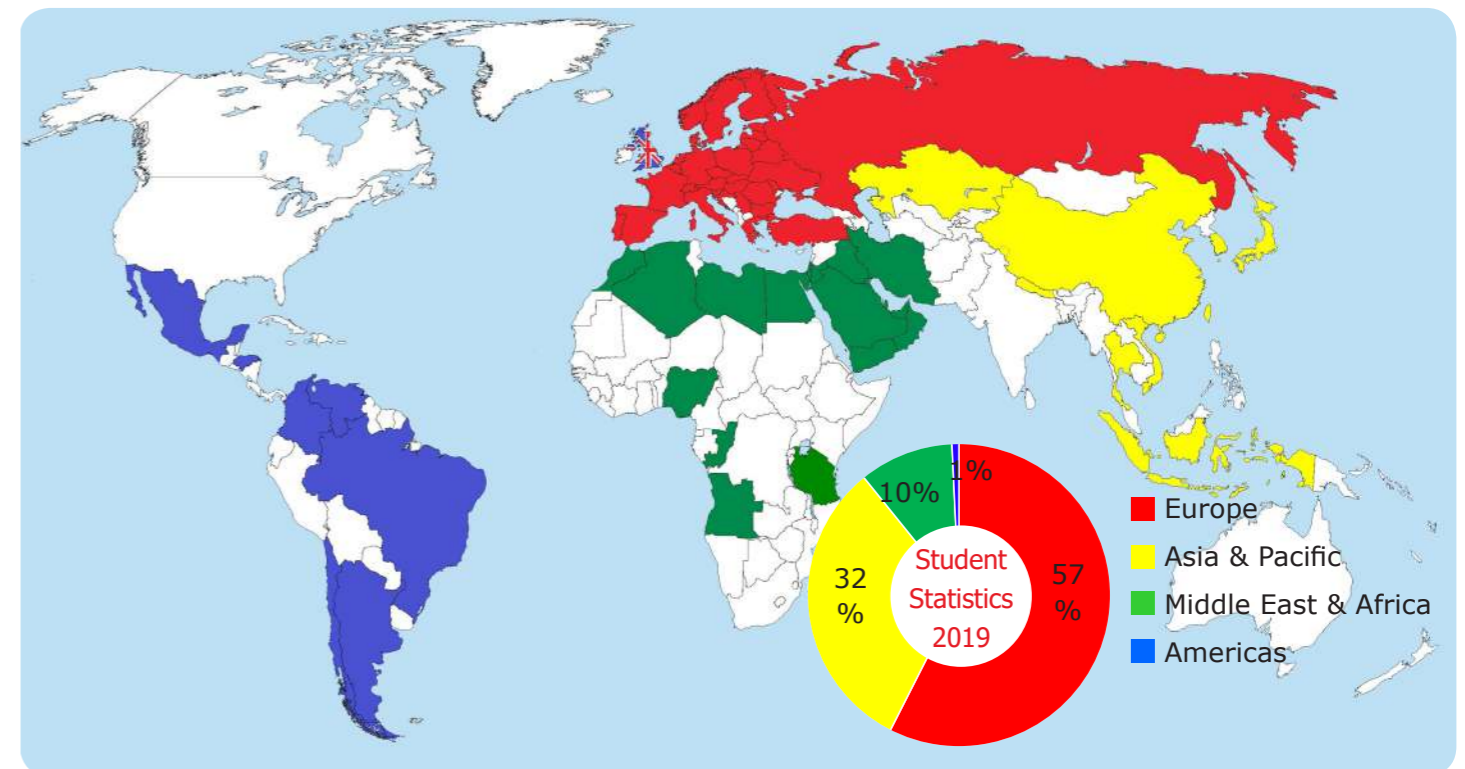 1%
10%
32
%
57
%
Student
Statistics
2019
Europe
Asia & Pacific
Middle East & Africa
Americas